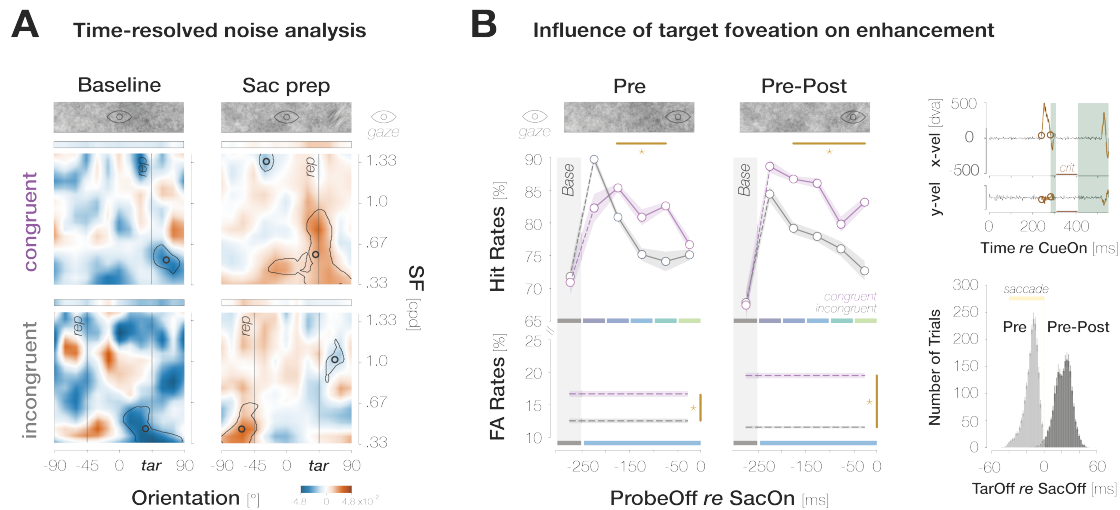 A Time-resolved noise analysis
Baseline
Sac prep
gaze
congruent
incongruent
rep
rep
rep
rep
1.33
1.0
.67
.33
1.33
1.0
.67
.33
SF [cpd]
-90 -45 0 tar 90
-90 -45 0 tar 90
Orientation [°]
4.8 0 4.8x10⁻²
B Influence of target foveation on enhancement
Pre
Pre-Post
gaze
*
*
Hit Rates [%]
90
85
80
75
70
65
Base
Base
congruent
incongruent
FA Rates [%]
25
20
15
10
*
*
-250 -150 0
-250 -150 0
ProbeOff re SacOn [ms]
x-vel [dva]
500
0
-500
crit
y-vel
0 200 400
Time re CueOn [ms]
saccade
Pre
Pre-Post
Number of Trials
300
250
200
150
100
50
0
-60 0 60
TarOff re SacOff [ms]